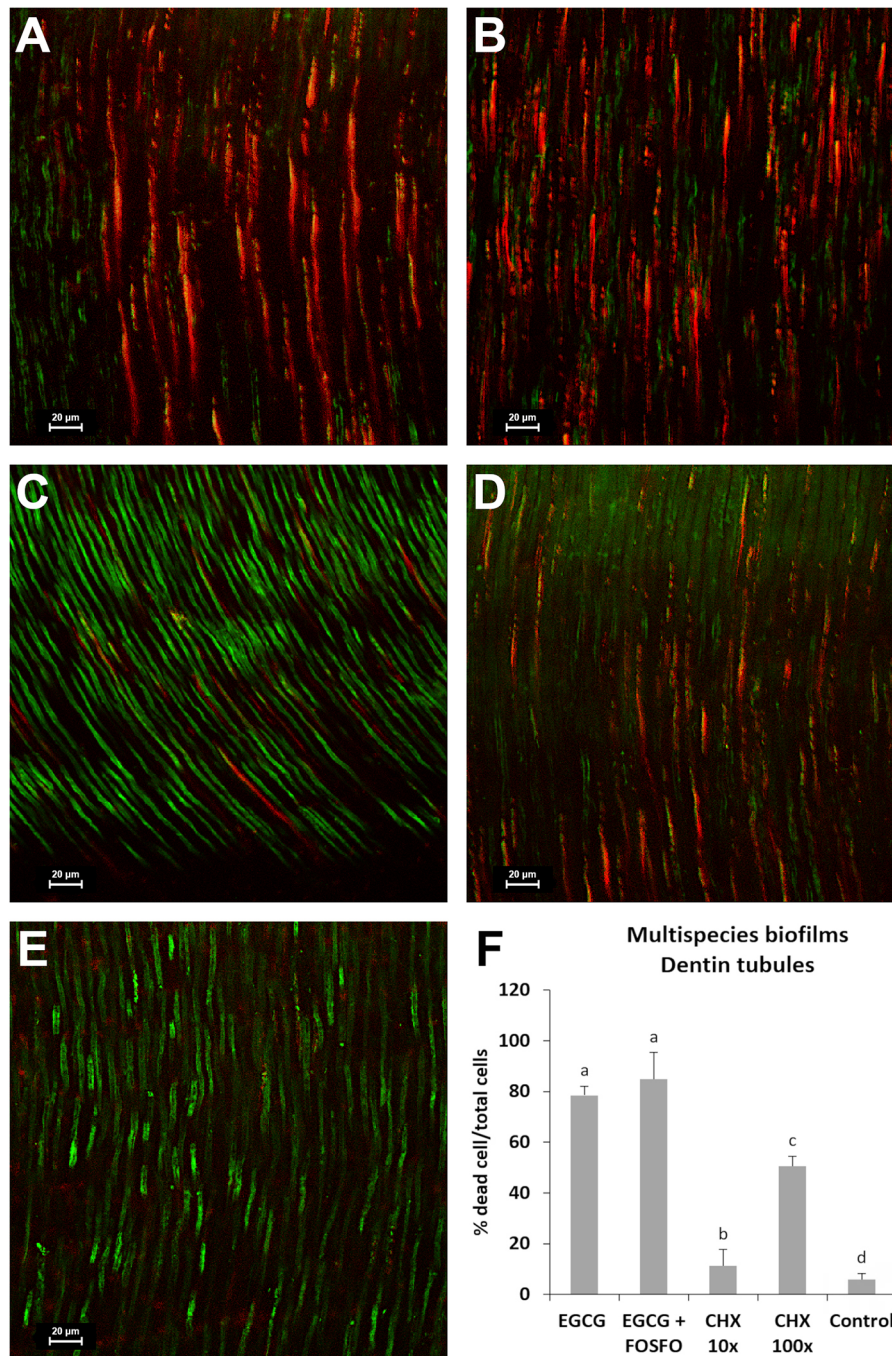 A
B
20 µm
20 µm
C
D
20 µm
20 µm
E
20 µm
F
Multispecies biofilms
Dentin tubules
% dead cell/total cells
120
100
80
60
40
20
0
a
a
b
c
d
EGCG
EGCG +
FOSFO
CHX
10x
CHX
100x
Control